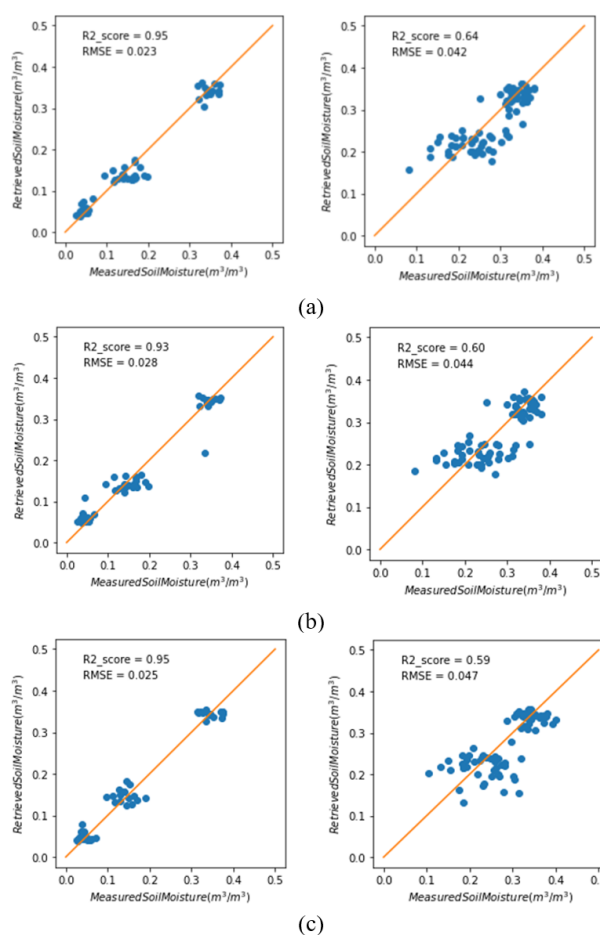 R2_score = 0.95
RMSE = 0.023
RetrievedSoilMoisture(m³/m³)
0.5
0.4
0.3
0.2
0.1
0.0
0.0 0.1 0.2 0.3 0.4 0.5
MeasuredSoilMoisture(m³/m³)
R2_score = 0.64
RMSE = 0.042
RetrievedSoilMoisture(m³/m³)
0.5
0.4
0.3
0.2
0.1
0.0
0.0 0.1 0.2 0.3 0.4 0.5
MeasuredSoilMoisture(m³/m³)
(a)
R2_score = 0.93
RMSE = 0.028
RetrievedSoilMoisture(m³/m³)
0.5
0.4
0.3
0.2
0.1
0.0
0.0 0.1 0.2 0.3 0.4 0.5
MeasuredSoilMoisture(m³/m³)
R2_score = 0.60
RMSE = 0.044
RetrievedSoilMoisture(m³/m³)
0.5
0.4
0.3
0.2
0.1
0.0
0.0 0.1 0.2 0.3 0.4 0.5
MeasuredSoilMoisture(m³/m³)
(b)
R2_score = 0.95
RMSE = 0.025
RetrievedSoilMoisture(m³/m³)
0.5
0.4
0.3
0.2
0.1
0.0
0.0 0.1 0.2 0.3 0.4 0.5
MeasuredSoilMoisture(m³/m³)
R2_score = 0.59
RMSE = 0.047
RetrievedSoilMoisture(m³/m³)
0.5
0.4
0.3
0.2
0.1
0.0
0.0 0.1 0.2 0.3 0.4 0.5
MeasuredSoilMoisture(m³/m³)
(c)